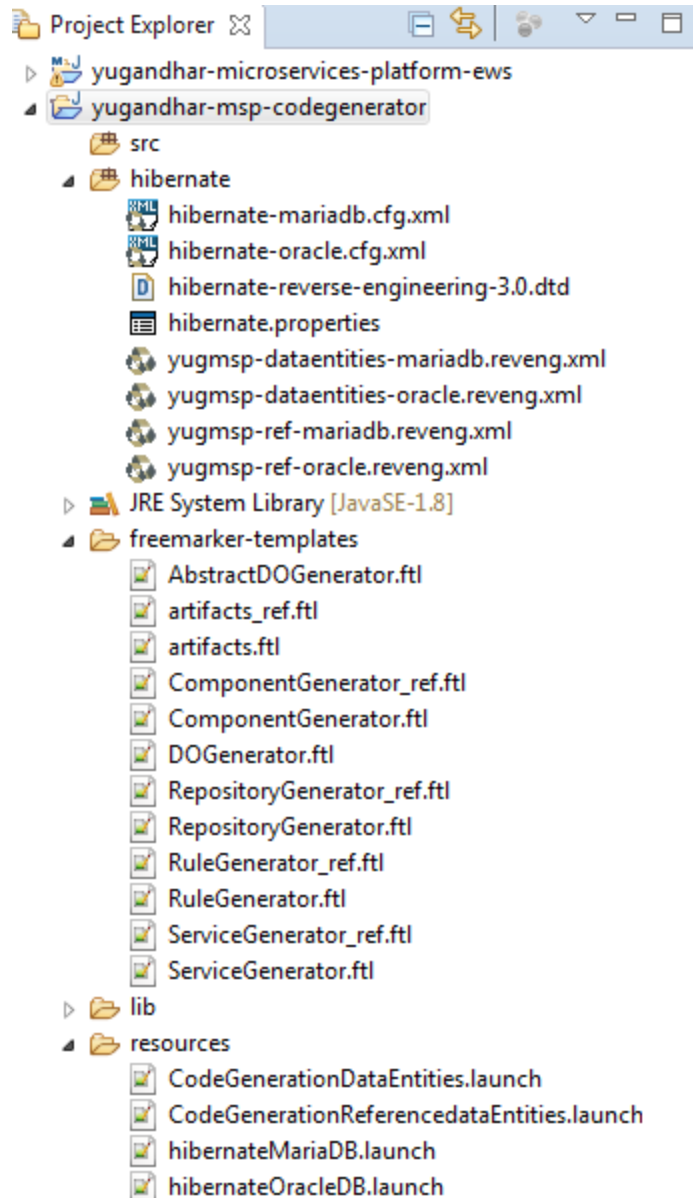 Project Explorer
yugandhar-microservices-platform-ews
yugandhar-msp-codegenerator
src
hibernate
hibernate-mariadb.cfg.xml
hibernate-oracle.cfg.xml
hibernate-reverse-engineering-3.0.dtd
hibernate.properties
yugmsp-dataentities-mariadb.reveng.xml
yugmsp-dataentities-oracle.reveng.xml
yugmsp-ref-mariadb.reveng.xml
yugmsp-ref-oracle.reveng.xml
JRE System Library [JavaSE-1.8]
freemarker-templates
AbstractDOGenerator.ftl
artifacts_ref.ftl
artifacts.ftl
ComponentGenerator_ref.ftl
ComponentGenerator.ftl
DOGenerator.ftl
RepositoryGenerator_ref.ftl
RepositoryGenerator.ftl
RuleGenerator_ref.ftl
RuleGenerator.ftl
ServiceGenerator_ref.ftl
ServiceGenerator.ftl
lib
resources
CodeGenerationDataEntities.launch
CodeGenerationReferencedataEntities.launch
hibernateMariaDB.launch
hibernateOracleDB.launch